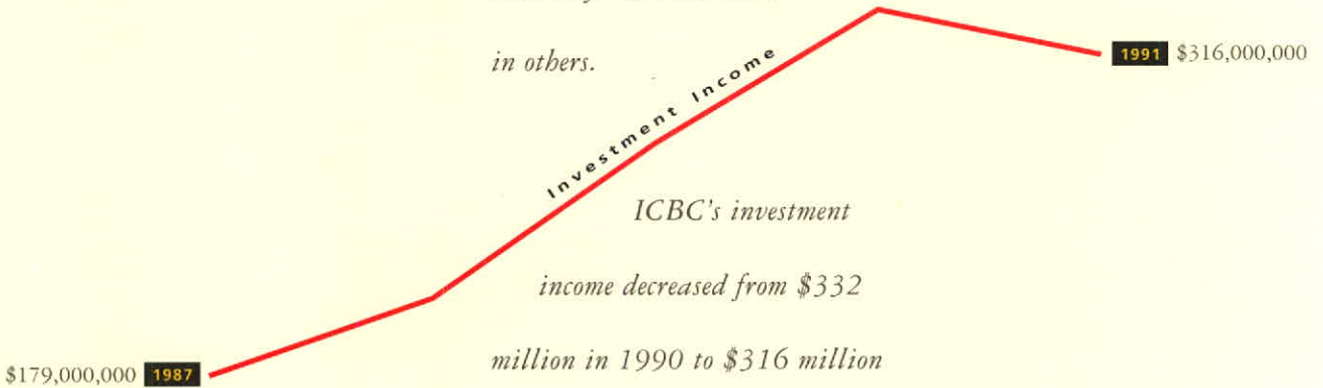 in others.
1991 $316,000,000
Investment Income
ICBC's investment
income decreased from $332
million in 1990 to $316 million
$179,000,000 1987